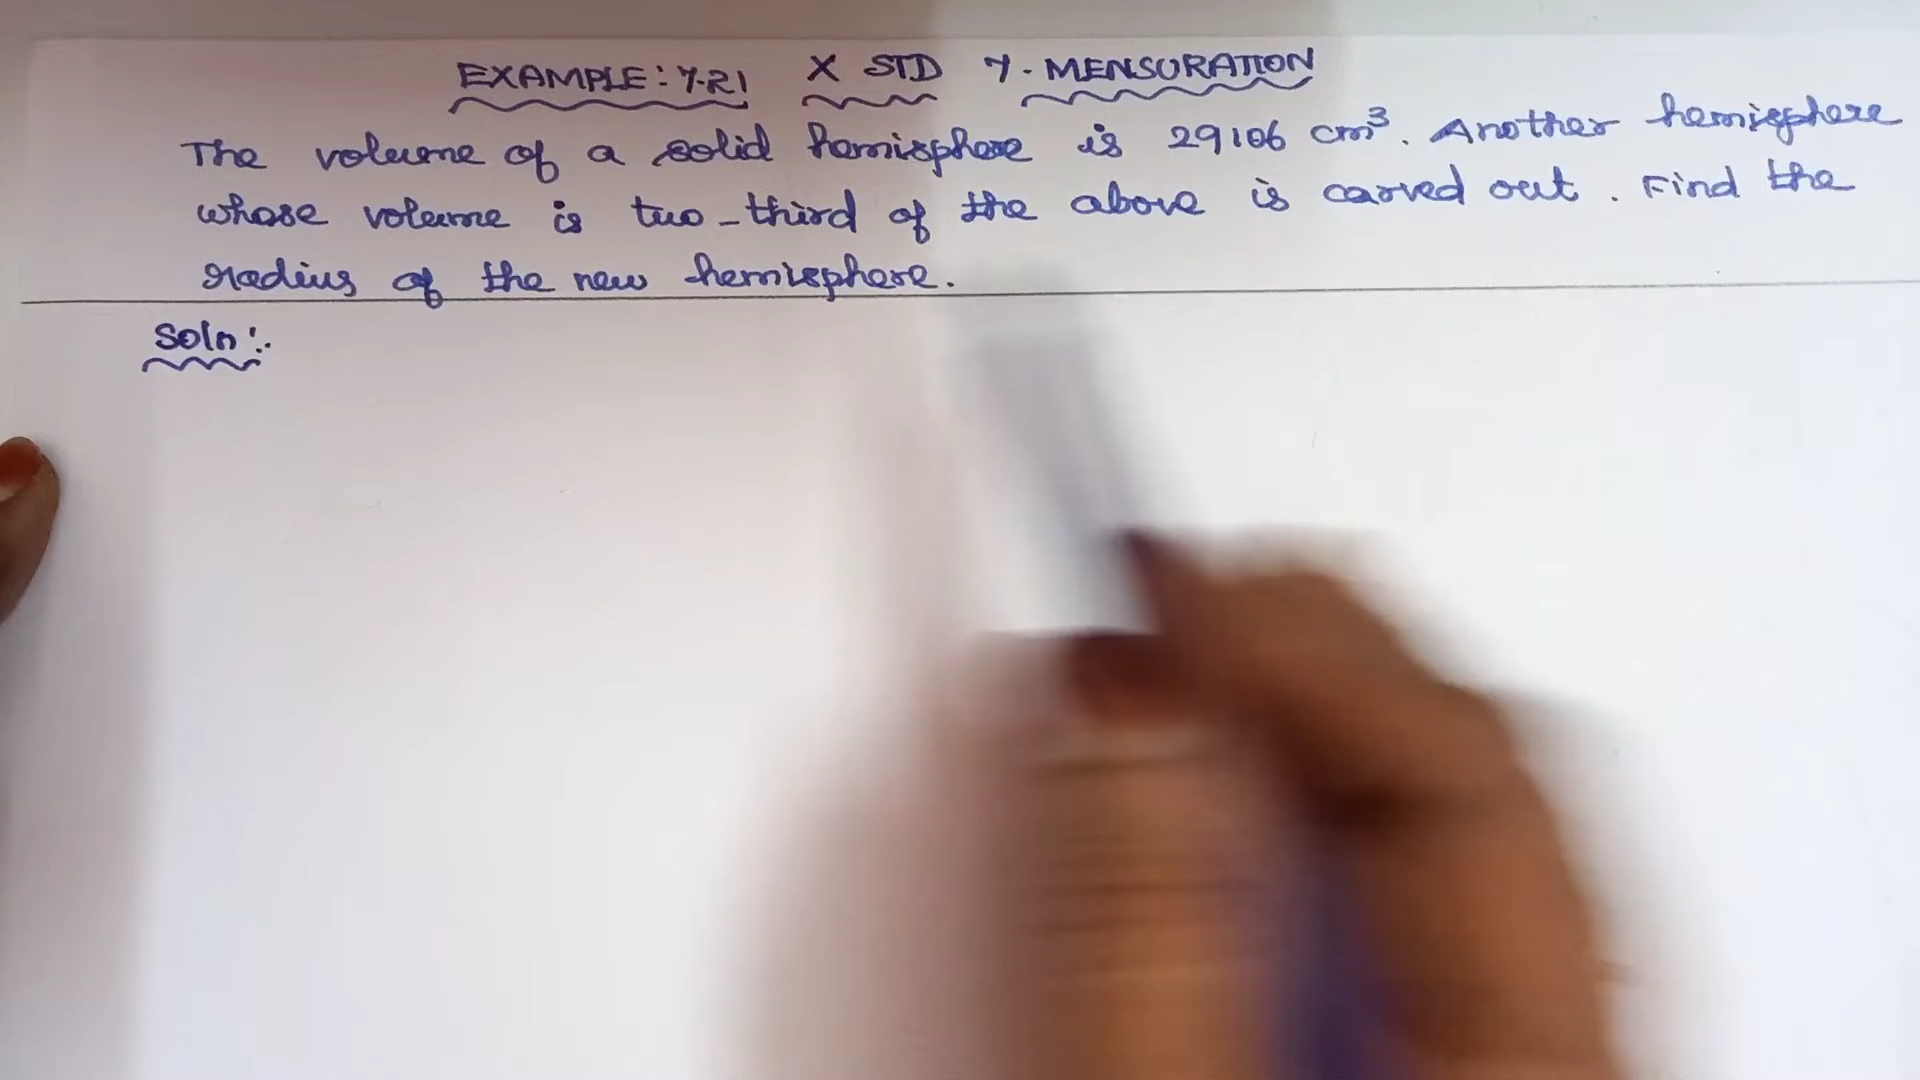 EXAMPLE: 7.21 X STD 7. MENSURATION
The volume of a solid hemisphere is 29106 cm³. Another hemisphere
whose volume is two-third of the above is carved out. Find the
radius of the new hemisphere.
Soln: